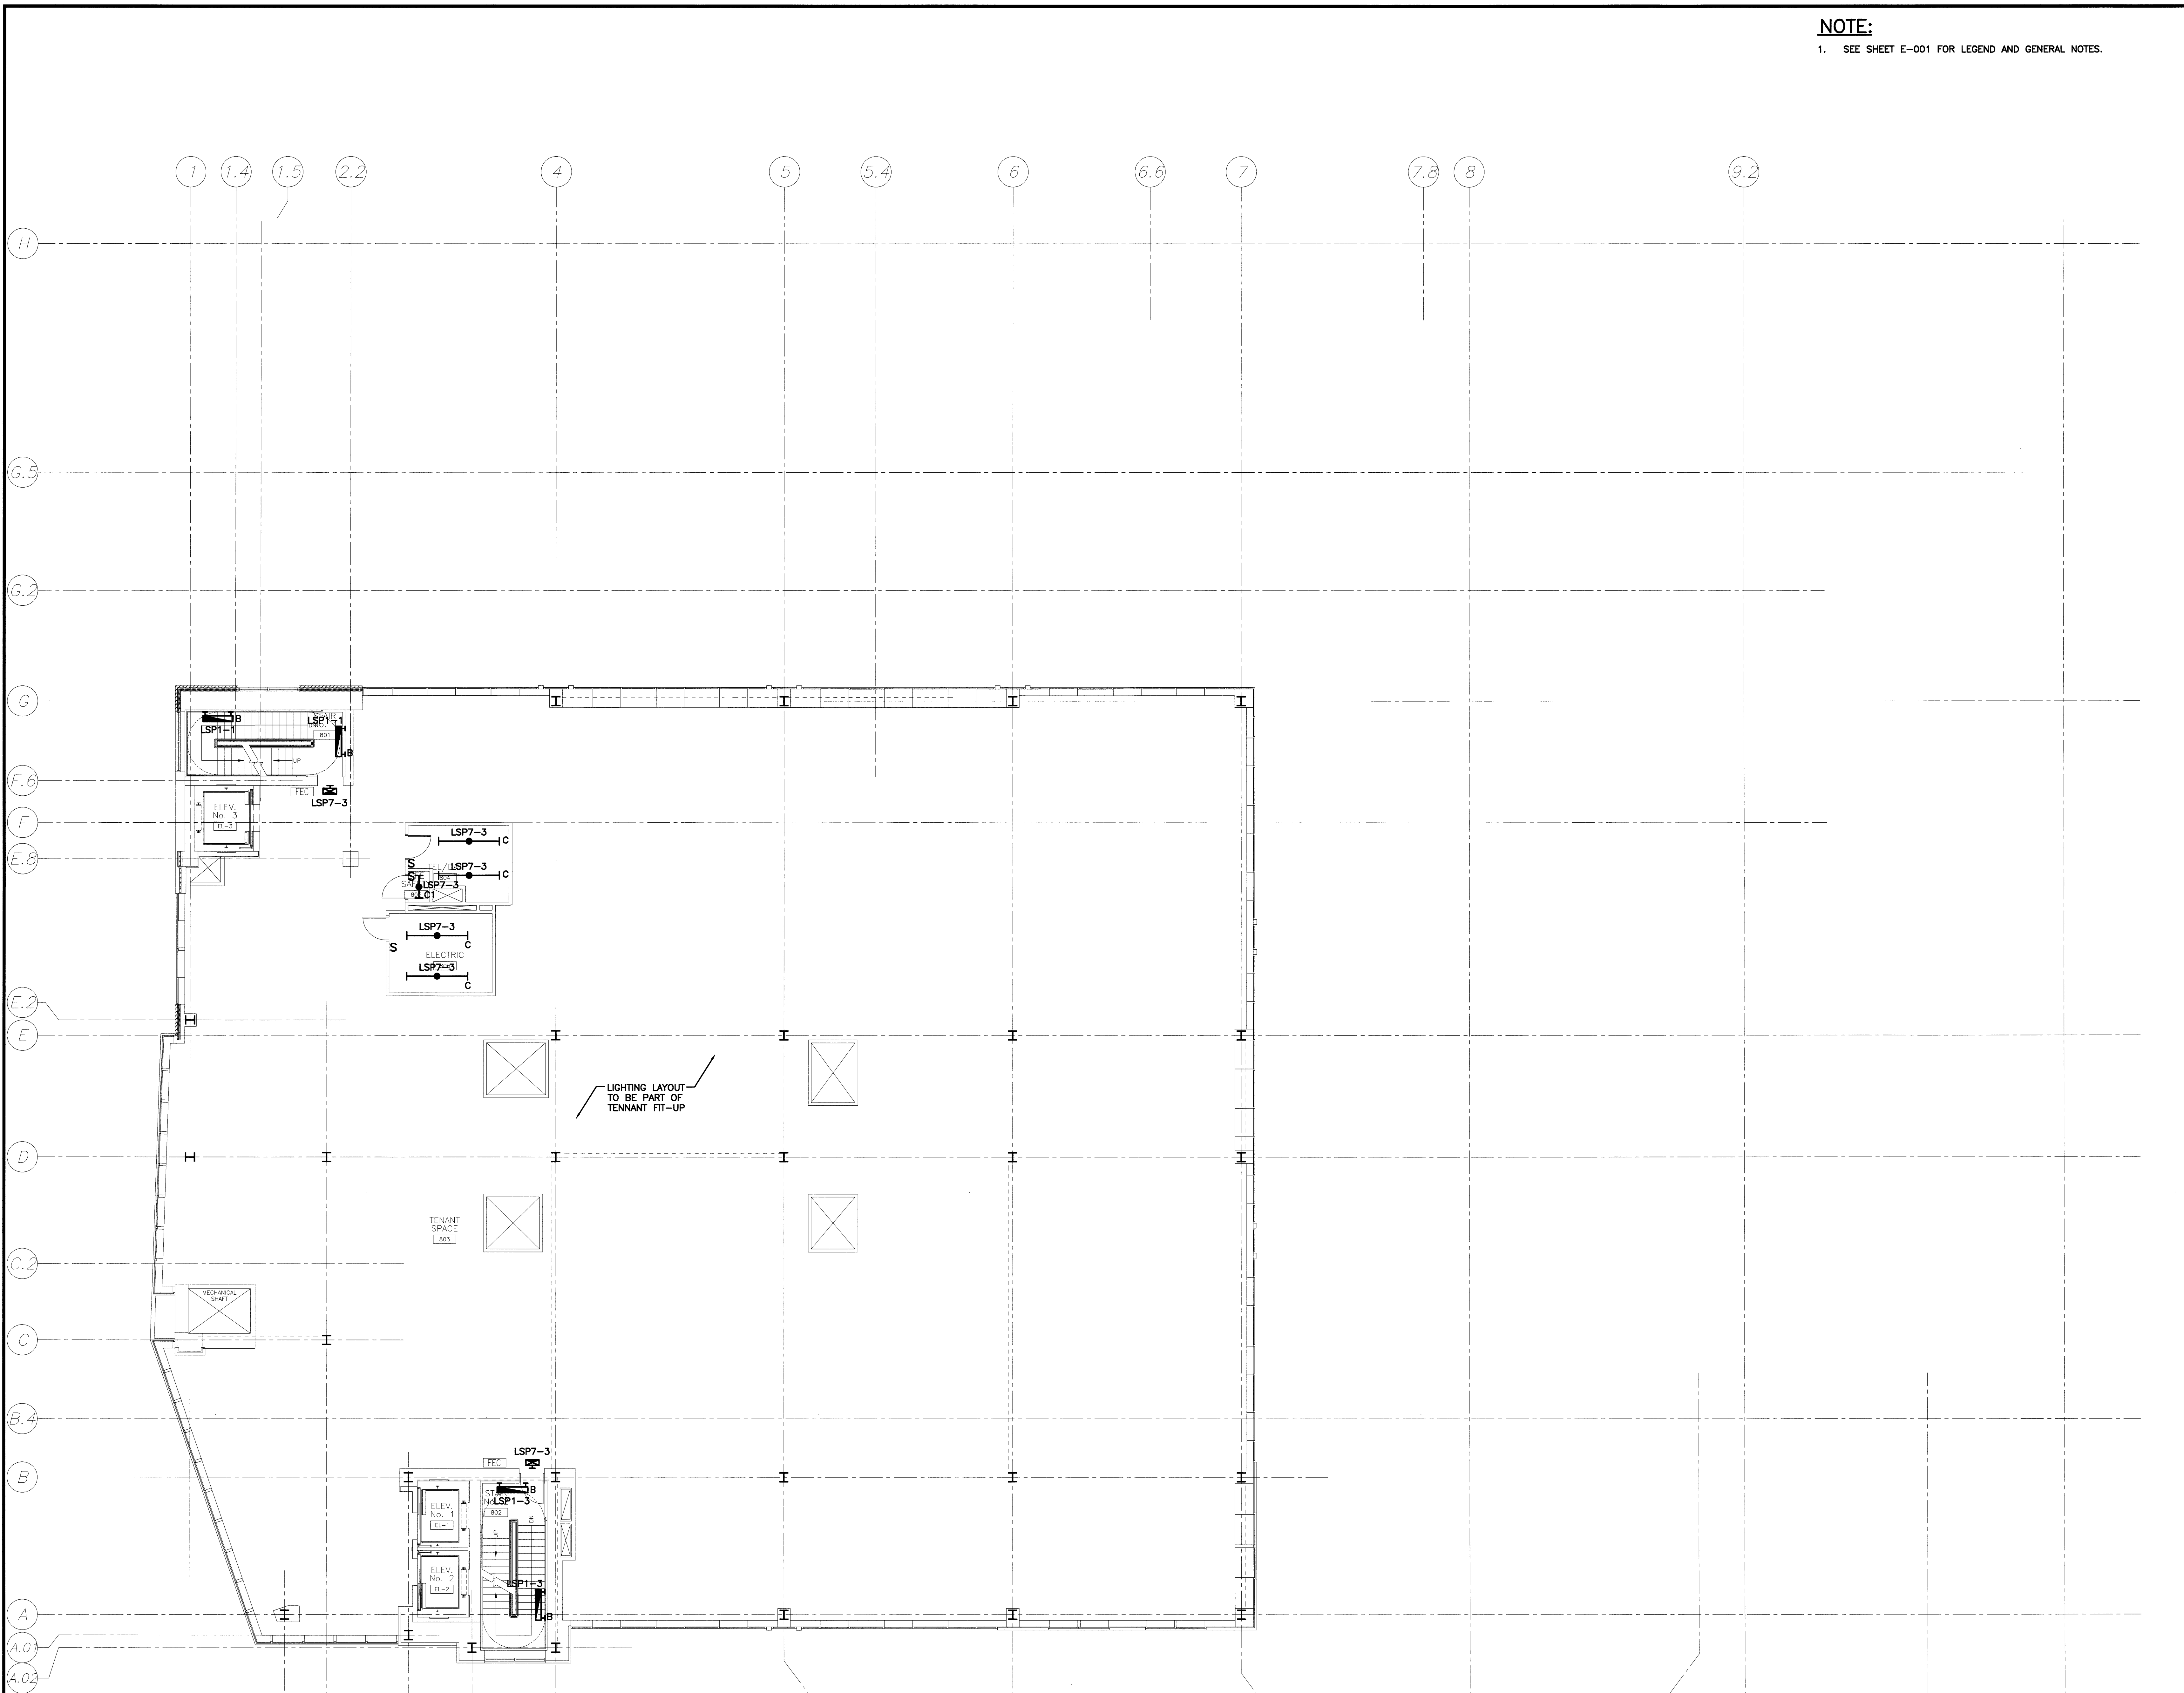 NOTE:
1. SEE SHEET E-001 FOR LEGEND AND GENERAL NOTES.
1
1.4
1.5
2.2
4
5
5.4
6
6.6
7
7.8
8
9.2
H
G.5
G.2
G
F.6
F
E.8
E.2
E
D
C.2
C
B.4
B
A
A.01
A.02
B
LSP1-1
LSP1-1
STAIR
801
B
UP
FEC
LSP7-3
ELEV.
No. 3
EL-3
LSP7-3
C
S
LSP7-3
C
S
LSP7-3
C1
LSP7-3
S
C
ELECTRIC
LSP7-3
C
LIGHTING LAYOUT
TO BE PART OF
TENNANT FIT-UP
TENANT
SPACE
803
MECHANICAL
SHAFT
LSP7-3
FEC
B
LSP1-3
802
ELEV.
No. 1
EL-1
UP
DN
ELEV.
No. 2
EL-2
LSP1-3
B